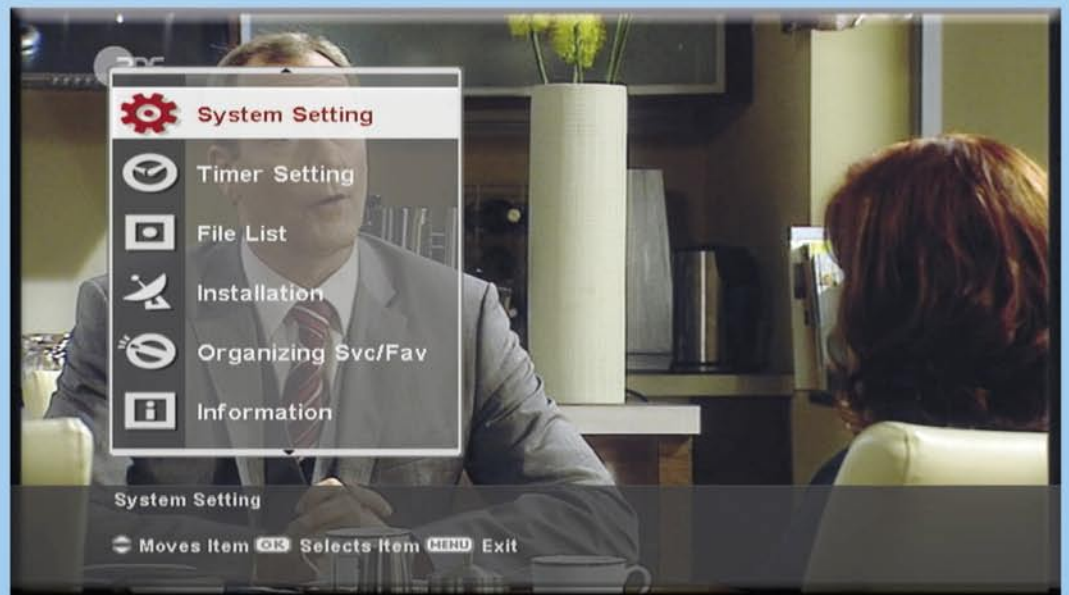 ZDF
System Setting
Timer Setting
File List
Installation
Organizing Svc/Fav
Information
System Setting
Moves Item OK Selects Item MENU Exit